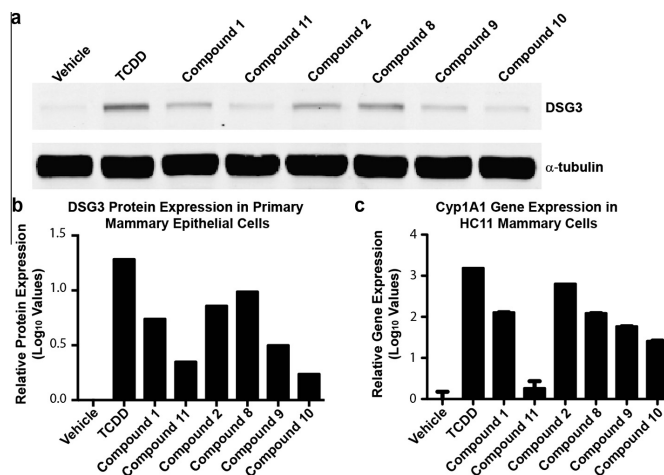 a
Vehicle
TCDD
Compound 1
Compound 11
Compound 2
Compound 8
Compound 9
Compound 10
DSG3
α-tubulin
b
DSG3 Protein Expression in Primary
Mammary Epithelial Cells
Relative Protein Expression
(Log₁₀ Values)
1.5
1.0
0.5
0.0
Vehicle
TCDD
Compound 1
Compound 11
Compound 2
Compound 8
Compound 9
Compound 10
c
Cyp1A1 Gene Expression in
HC11 Mammary Cells
Relative Gene Expression
(Log₁₀ Values)
4
3
2
1
0
Vehicle
TCDD
Compound 1
Compound 11
Compound 2
Compound 8
Compound 9
Compound 10